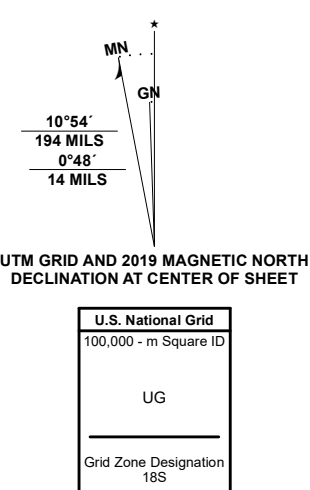 ★
MN
GN
10°54´
194 MILS
0°48´
14 MILS
UTM GRID AND 2019 MAGNETIC NORTH
DECLINATION AT CENTER OF SHEET
U.S. National Grid
100,000 - m Square ID
UG
Grid Zone Designation
18S